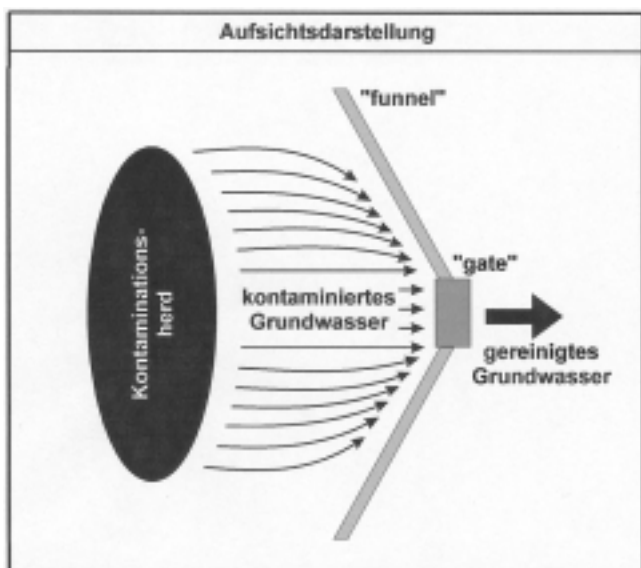 Aufsichtsdarstellung
"funnel"
Kontaminations-
herd
"gate"
kontaminiertes
Grundwasser
gereinigtes
Grundwasser